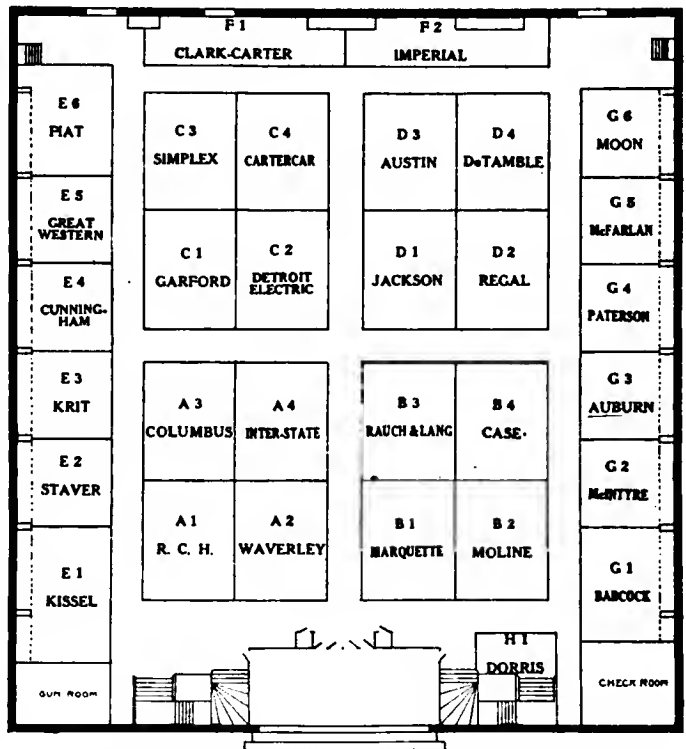 F 1
CLARK-CARTER
F 2
IMPERIAL
E 6
FIAT
C 3
SIMPLEX
C 4
CARTERCAR
D 3
AUSTIN
D 4
DeTAMBLE
G 6
MOON
E 5
GREAT
WESTERN
G 5
McFARLAN
C 1
GARFORD
C 2
DETROIT
ELECTRIC
D 1
JACKSON
D 2
REGAL
E 4
CUNNING-
HAM
G 4
PATERSON
E 3
KRIT
A 3
COLUMBUS
A 4
INTER-STATE
B 3
RAUCH & LANG
B 4
CASE
G 3
AUBURN
E 2
STAVER
G 2
McINTYRE
A 1
R. C. H.
A 2
WAVERLEY
B 1
MARQUETTE
B 2
MOLINE
E 1
KISSEL
G 1
BABCOCK
H 1
DORRIS
GUM ROOM
CHECK ROOM